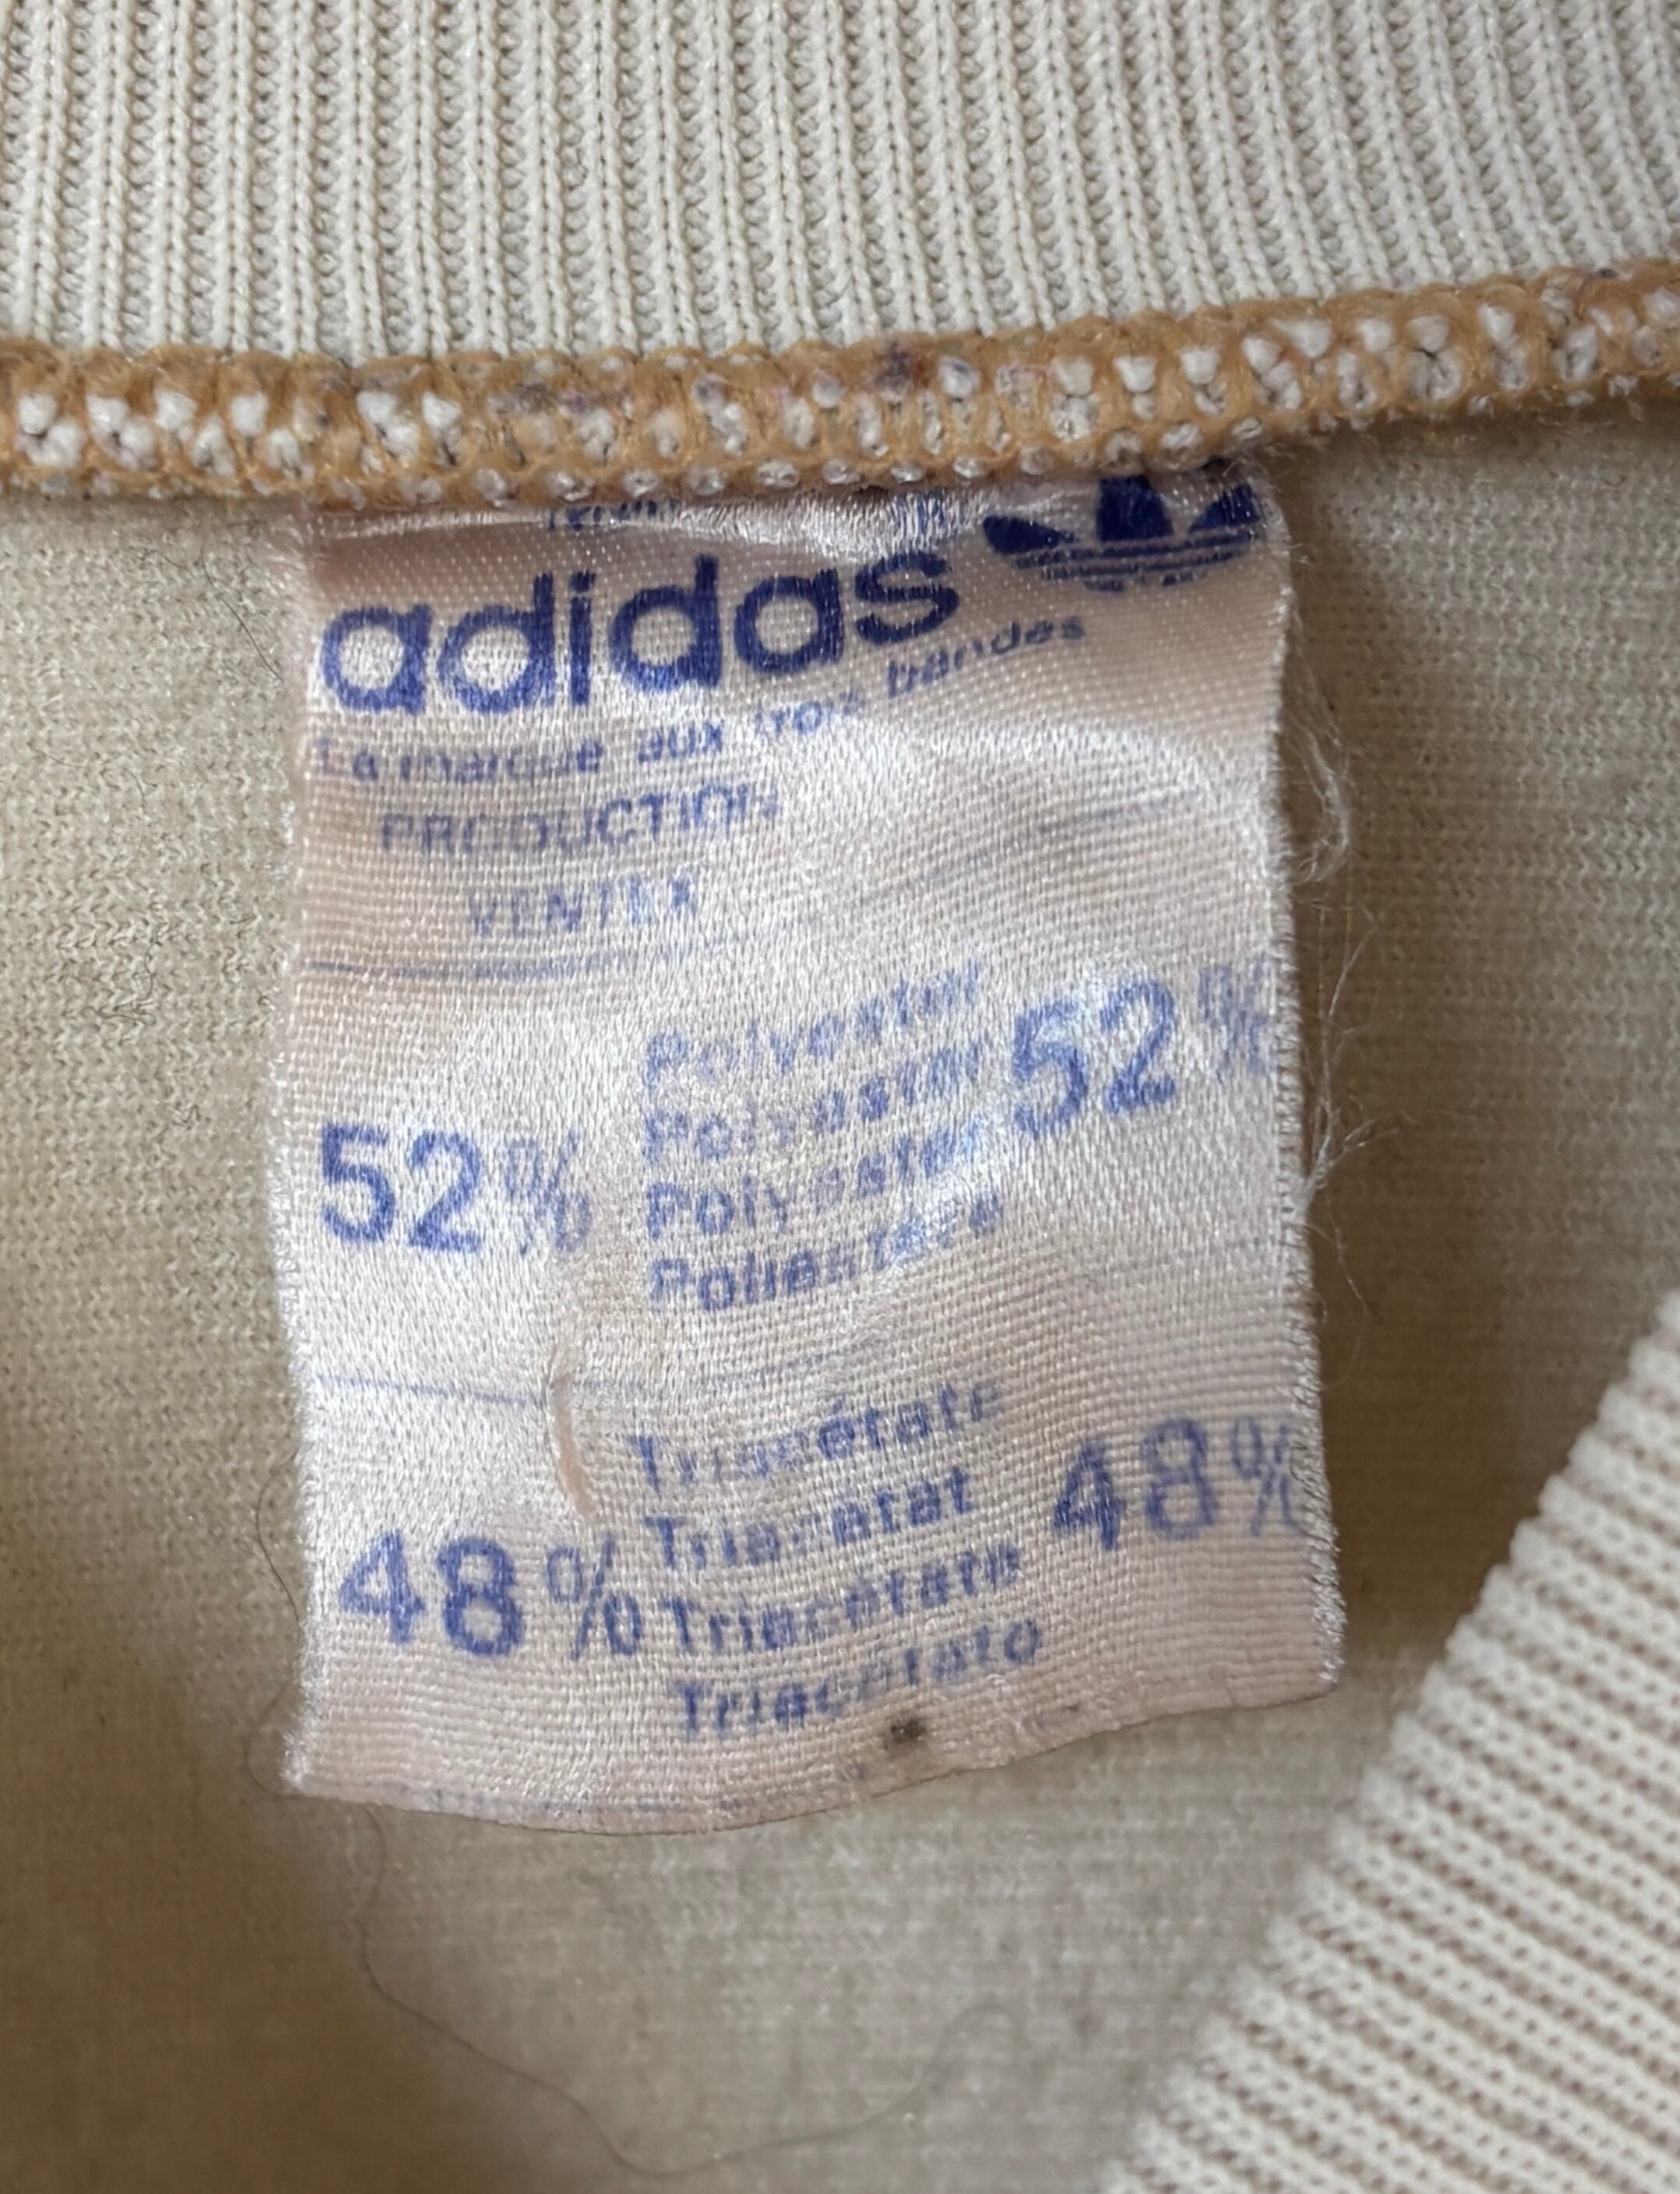 adidas
La marque aux trois bandes
PRODUCTION
VENTEX
52% Polyester 52%
Polyester
Polyester
Poliestere
48% Triacétate 48%
Triacetat
Triacetate
Triacetato